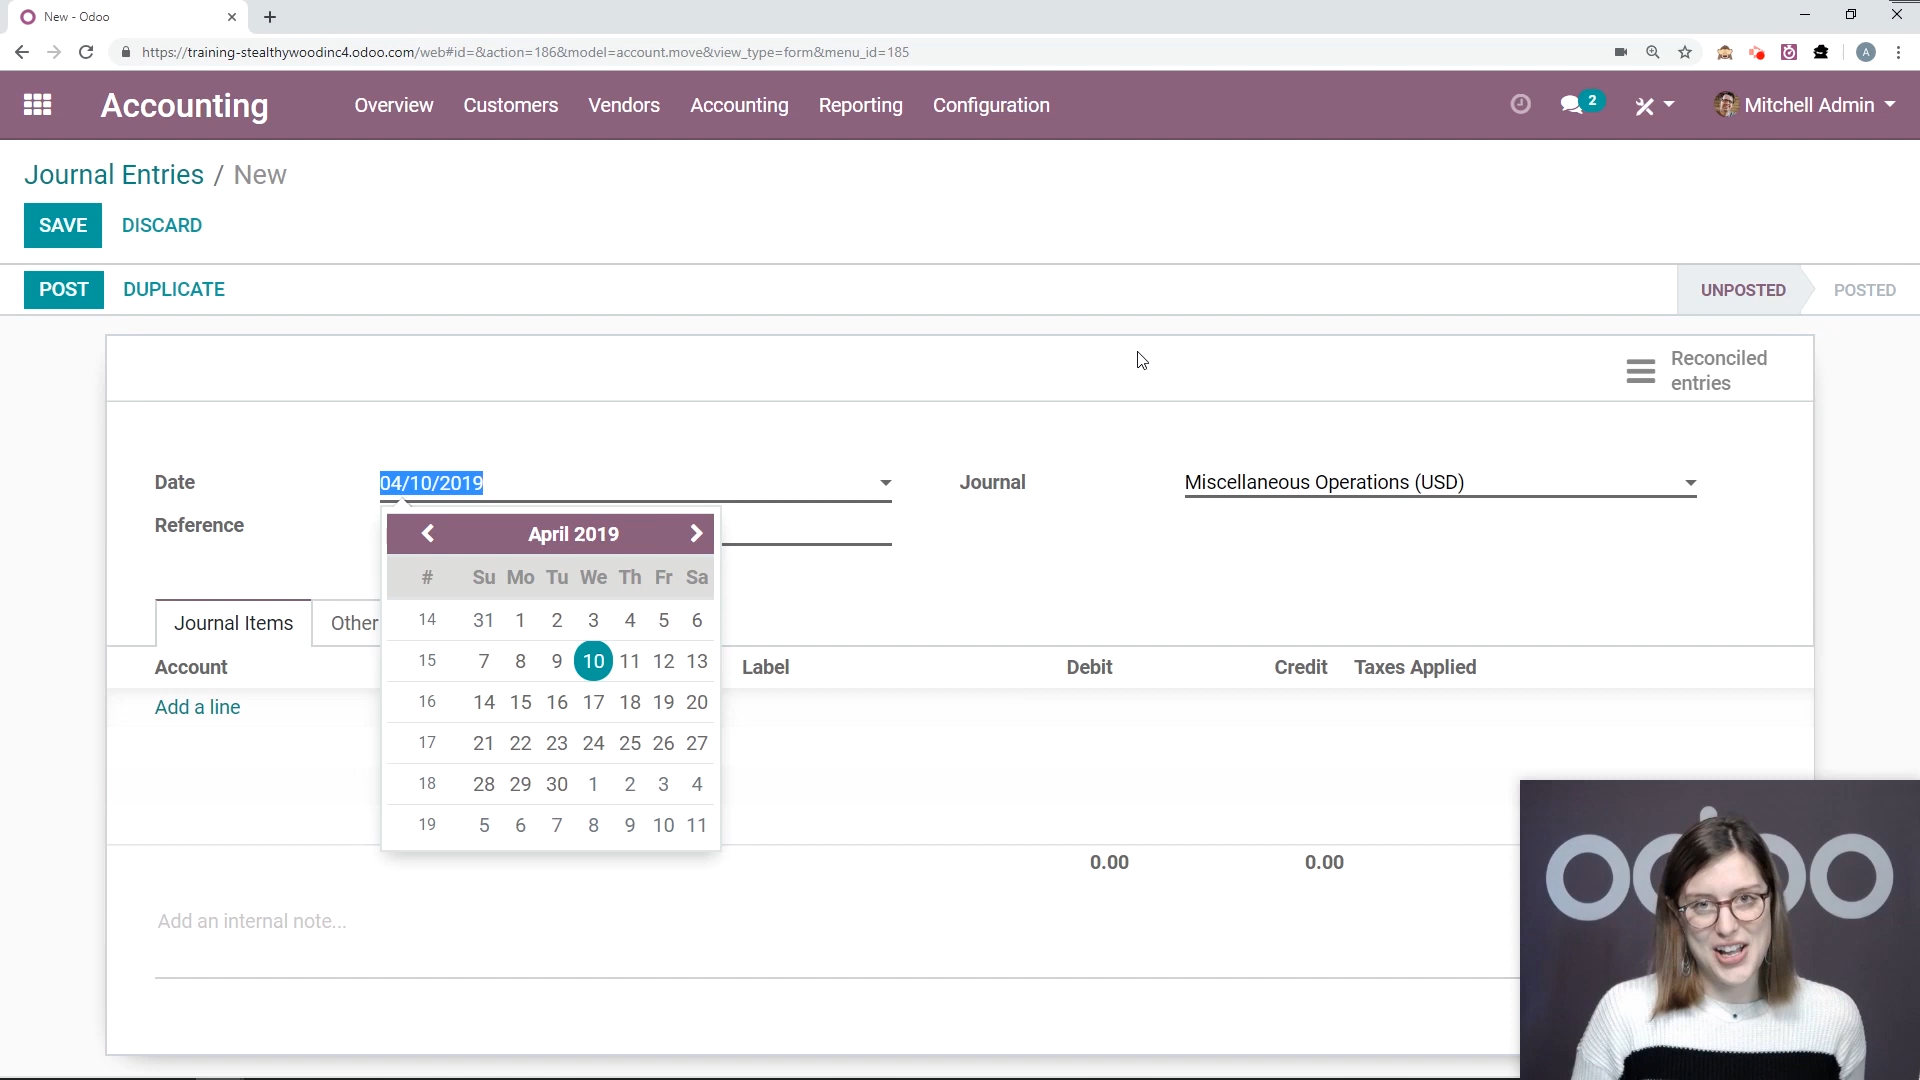 New - Odoo
https://training-stealthywoodinc4.odoo.com/web#id=&action=186&model=account.move&view_type=form&menu_id=185
A
Accounting
Overview Customers Vendors Accounting Reporting Configuration
2
Mitchell Admin
Journal Entries / New
SAVE DISCARD
POST DUPLICATE
UNPOSTED POSTED
Reconciled
entries
Date 04/10/2019 Journal Miscellaneous Operations (USD)
Reference
April 2019
# Su Mo Tu We Th Fr Sa
14 31 1 2 3 4 5 6
15 7 8 9 10 11 12 13
16 14 15 16 17 18 19 20
17 21 22 23 24 25 26 27
18 28 29 30 1 2 3 4
19 5 6 7 8 9 10 11
Journal Items Other
Account Label Debit Credit Taxes Applied
Add a line
0.00 0.00
Add an internal note...
odoo